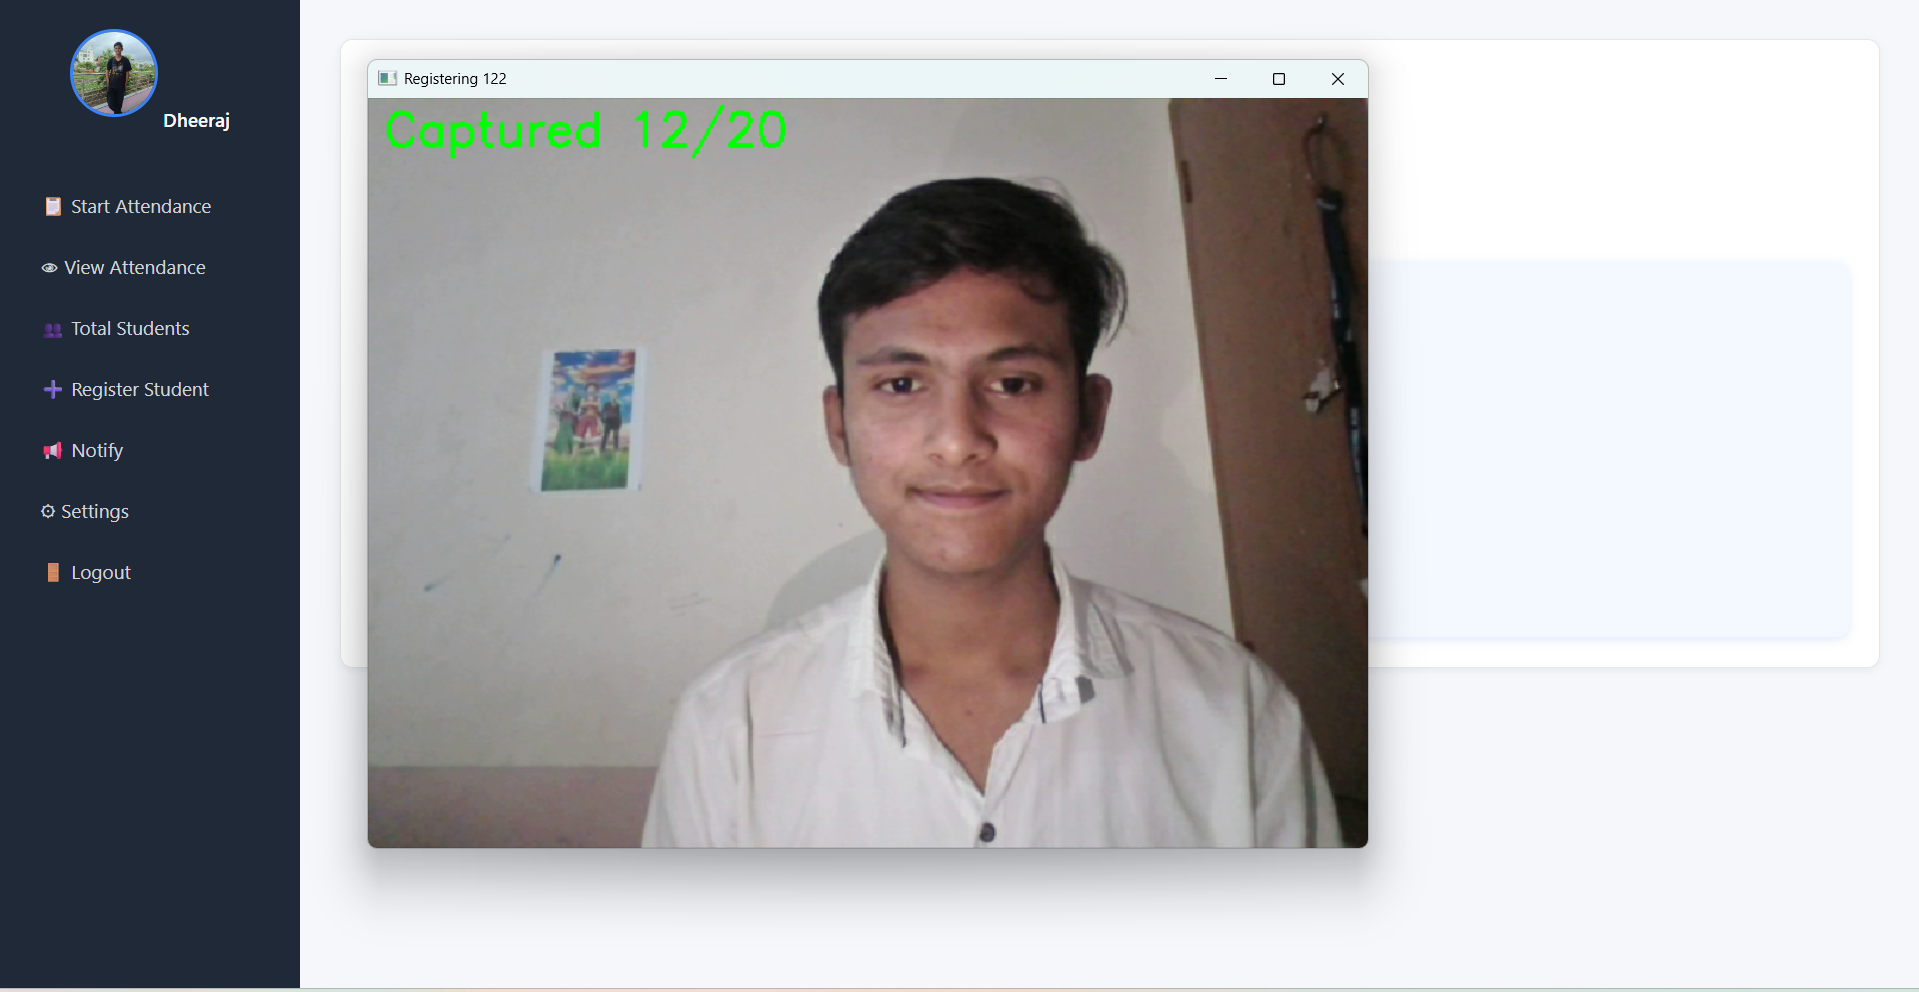 Dheeraj
Start Attendance
View Attendance
Total Students
Register Student
Notify
Settings
Logout
Registering 122
Captured 12/20